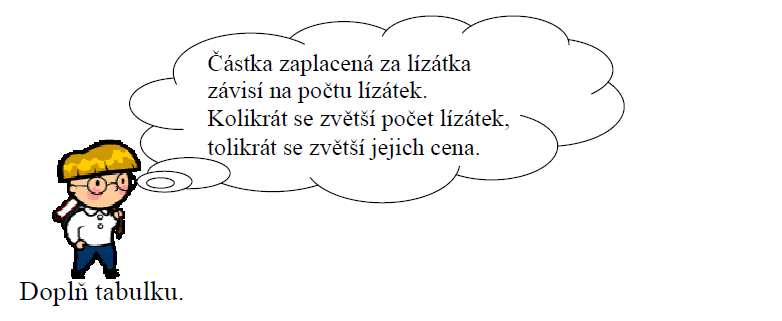 Částka zaplacená za lízátka
závisí na počtu lízátek.
Kolikrát se zvětší počet lízátek,
tolikrát se zvětší jejich cena.
Doplň tabulku.